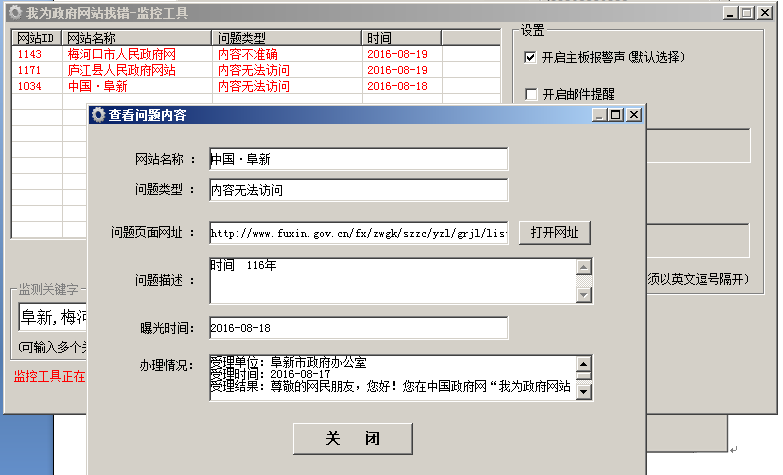 我为政府网站找错-监控工具
网站ID 网站名称 问题类型 时间
1143 梅河口市人民政府网 内容不准确 2016-08-19
1171 庐江县人民政府网站 内容无法访问 2016-08-19
1034 中国·阜新 内容无法访问 2016-08-18
设置
开启主板报警声(默认选择)
开启邮件提醒
查看问题内容
网站名称: 中国·阜新
问题类型: 内容无法访问
问题页面网址: http://www.fuxin.gov.cn/fx/zwgk/szzc/yzl/grjl/lis 打开网址
问题描述: 时间 116年
曝光时间: 2016-08-18
办理情况: 受理单位: 阜新市政府办公室
受理时间: 2016-08-17
受理结果: 尊敬的网民朋友, 您好! 您在中国政府网“我为政府网站
关 闭
须以英文逗号隔开)
监测关键字
阜新,梅河
(可输入多个
监控工具正在